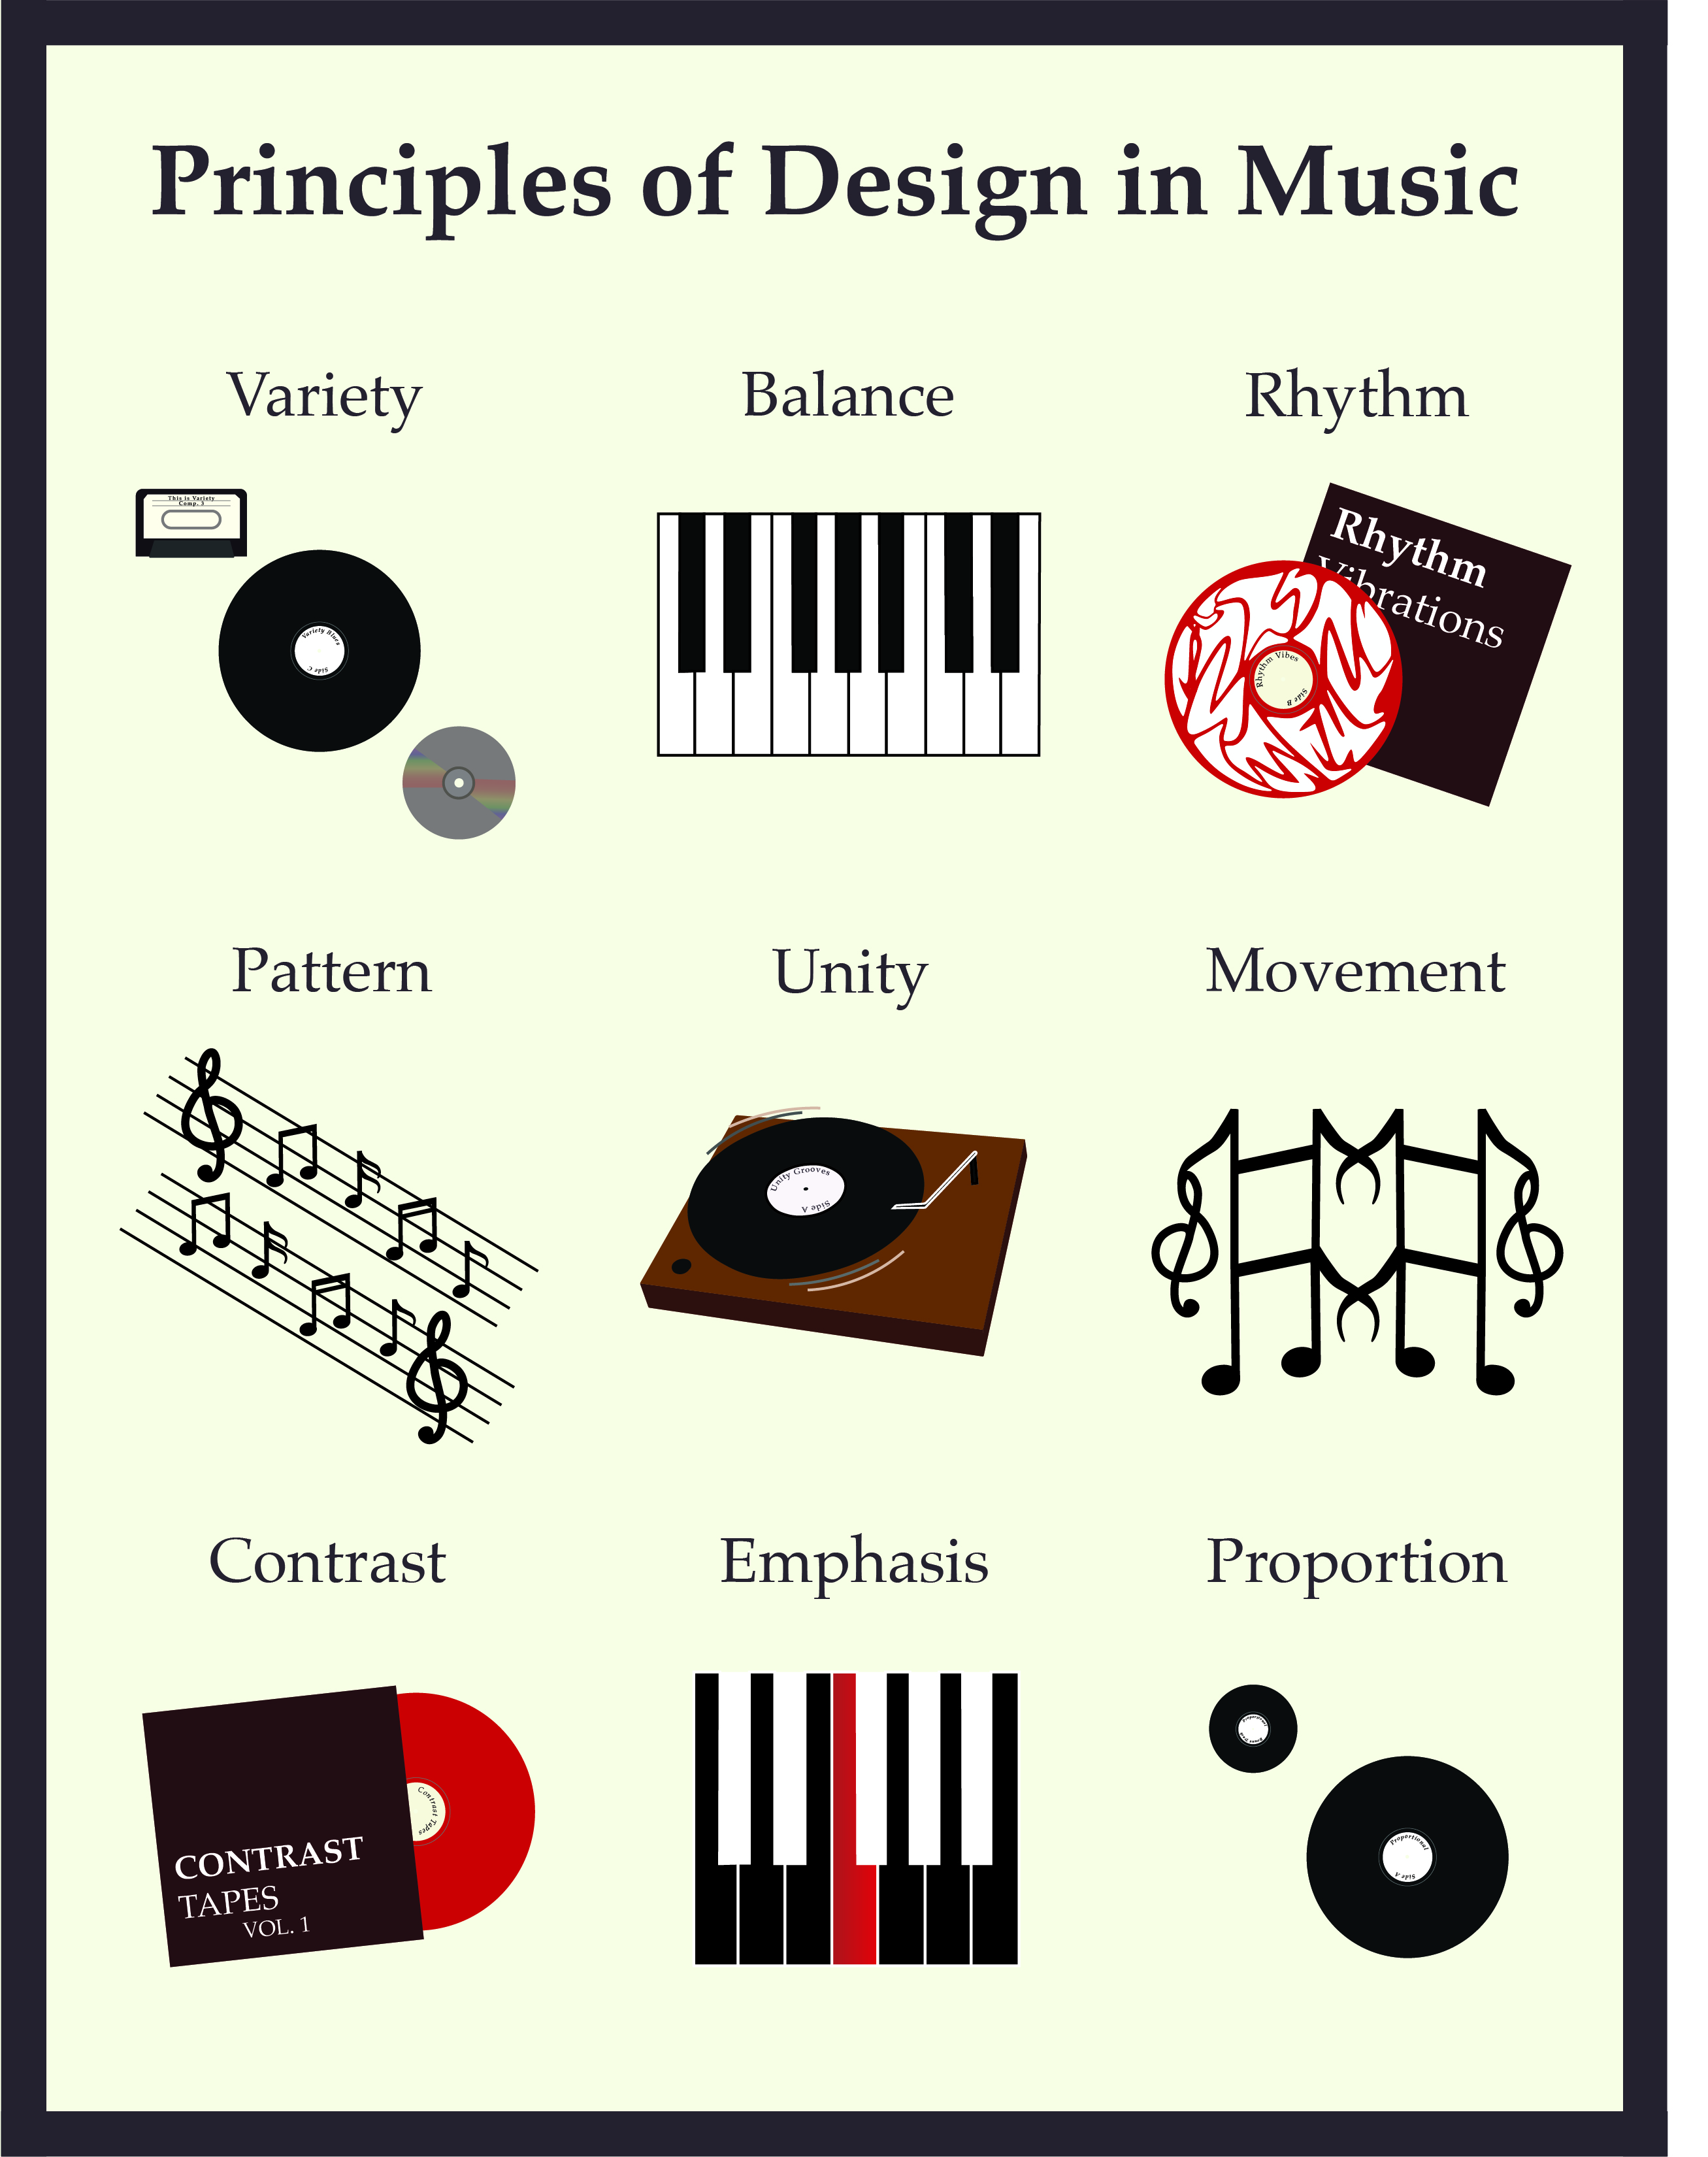 Principles of Design in Music
Variety
Balance
Rhythm
This is Variety
Comp. 3
Variety Blues
Side C
Rhythm
Vibrations
Rhythm Vibes
Side B
Pattern
Unity
Movement
Unity Grooves
Side A
Contrast
Emphasis
Proportion
CONTRAST
TAPES
VOL. 1
Contrast Tapes
Proportional
Side A